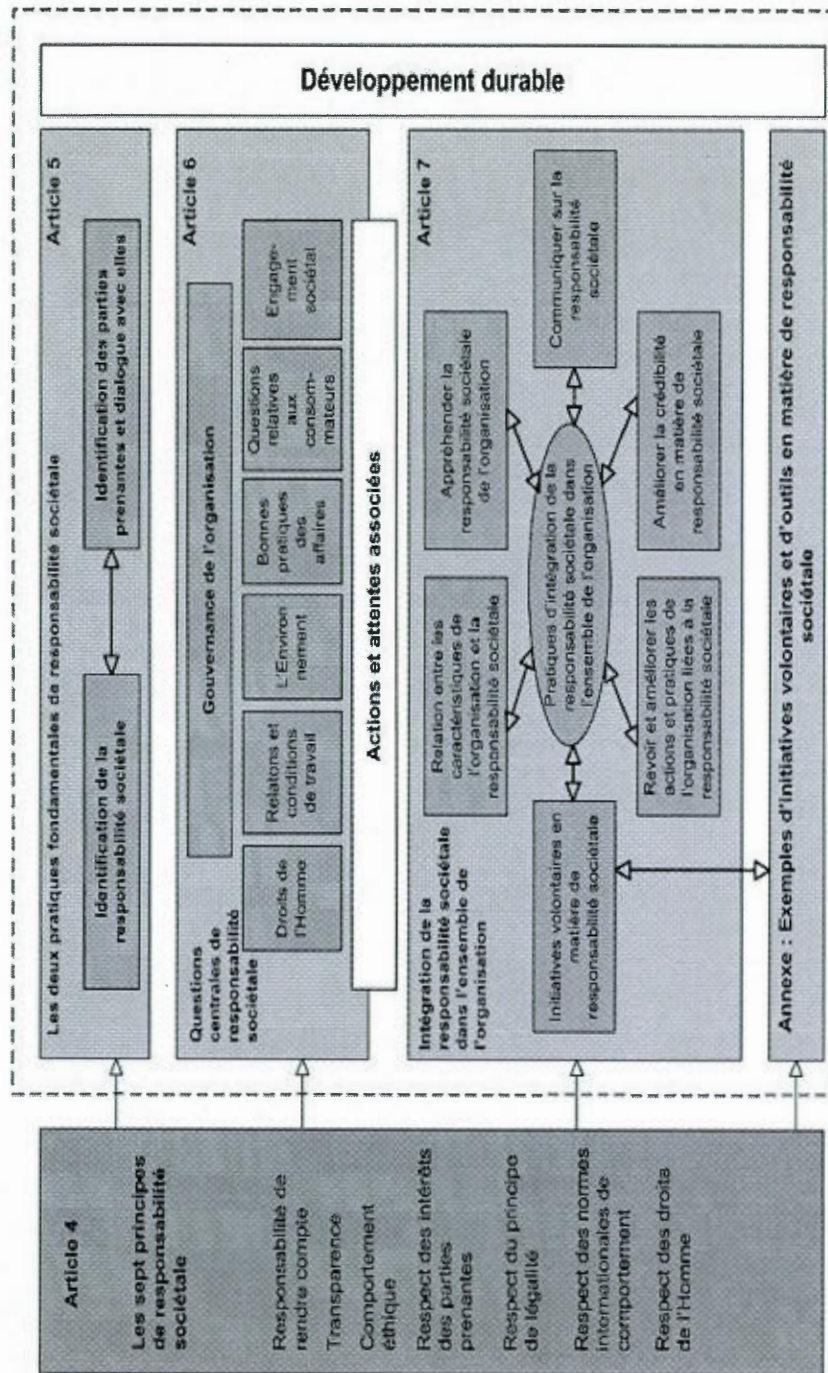 Article 4
Les sept principes
de responsabilité
sociétale
Responsabilité de
rendre compte
Transparence
Comportement
éthique
Respect des intérêts
des parties
prenantes
Respect du principe
de légalité
Respect des normes
internationales de
comportement
Respect des droits
de l'Homme
Les deux pratiques fondamentales de responsabilité sociétale
Article 5
Identification de la
responsabilité sociétale
Identification des parties
prenantes et dialogue avec elles
Questions
centrales de
responsabilité
sociétale
Article 6
Gouvernance de l'organisation
Droits de
l'Homme
Relatons et
conditions
de travail
L'Environ
nement
Bonnes
pratiques
des
affaires
Questions
relatives
aux
consom-
mateurs
Engage-
ment
sociétal
Actions et attentes associées
Intégration de la
responsabilité sociétale
dans l'ensemble de
l'organisation
Article 7
Relation entre les
caractéristiques de
l'organisation et la
responsabilité sociétale
Appréhender la
responsabilité sociétale
de l'organisation
Initiatives volontaires en
matière de
responsabilité sociétale
Pratiques d'intégration de la
responsabilité sociétale dans
l'ensemble de l'organisation
Communiquer sur la
responsabilité
sociétale
Revoir et améliorer les
actions et pratiques de
l'organisation liées à la
responsabilité sociétale
Améliorer la crédibilité
en matière de
responsabilité sociétale
Annexe : Exemples d'initiatives volontaires et d'outils en matière de responsabilité
sociétale
Développement durable